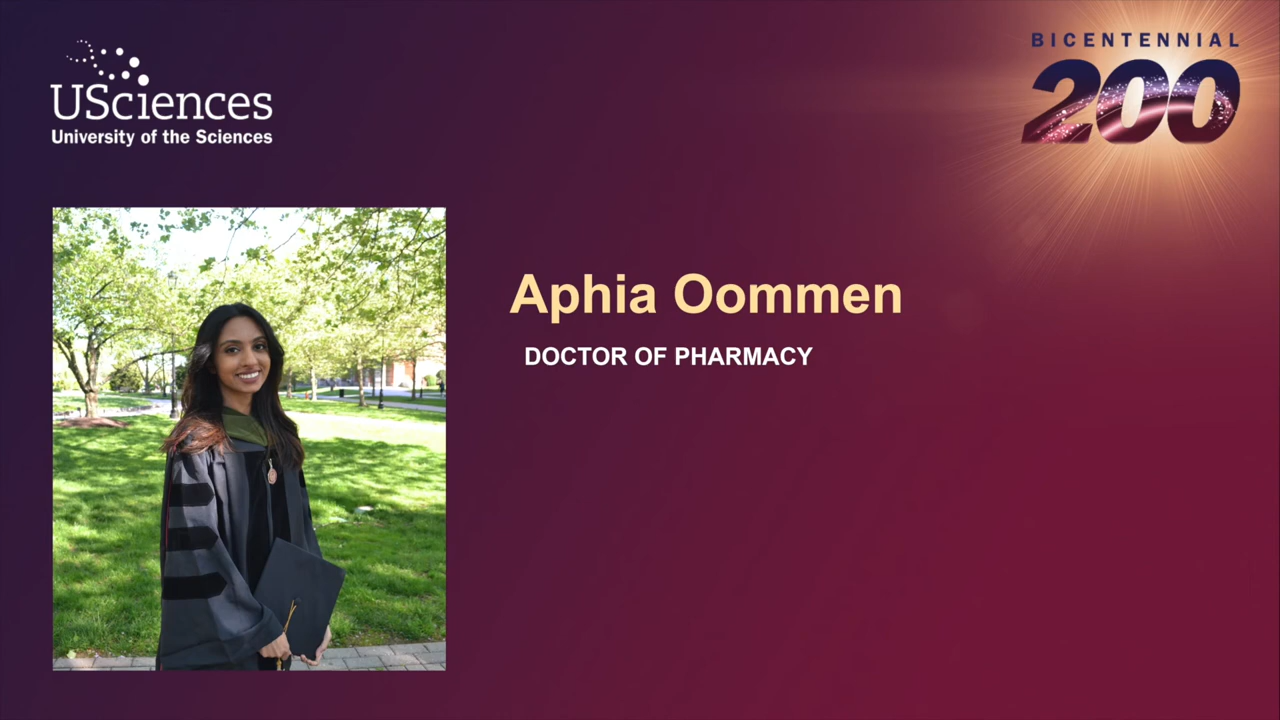 USciences
University of the Sciences
BICENTENNIAL
200
Aphia Oommen
DOCTOR OF PHARMACY